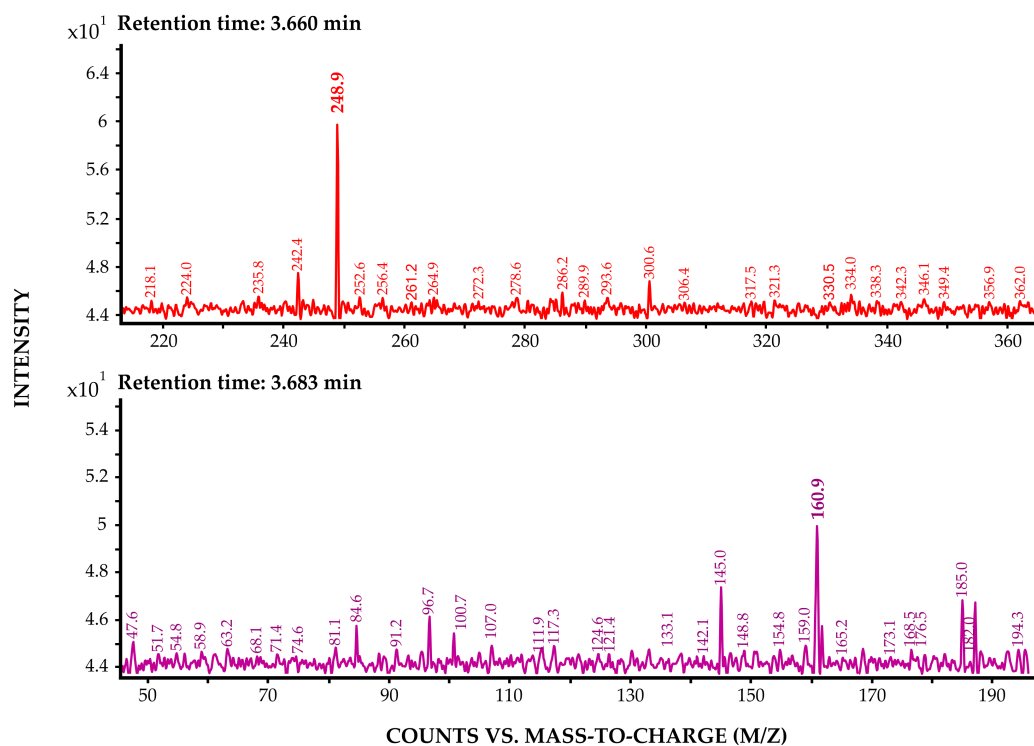 Retention time: 3.660 min
x10¹
6.4
6
5.6
5.2
4.8
4.4
218.1 224.0 235.8 242.4 248.9 252.6 256.4 261.2 264.9 272.3 278.6 286.2 289.9 293.6 300.6 306.4 317.5 321.3 330.5 334.0 338.3 342.3 346.1 349.4 356.9 362.0
220 240 260 280 300 320 340 360
INTENSITY
Retention time: 3.683 min
x10¹
5.4
5.2
5
4.8
4.6
4.4
47.6 51.7 54.8 58.9 63.2 68.1 71.4 74.6 81.1 84.6 91.2 96.7 100.7 107.0 111.9 117.3 124.6 121.4 133.1 142.1 145.0 148.8 154.8 159.0 160.9 165.2 173.1 168.5 176.5 185.0 182.0 194.3
50 70 90 110 130 150 170 190
COUNTS VS. MASS-TO-CHARGE (M/Z)